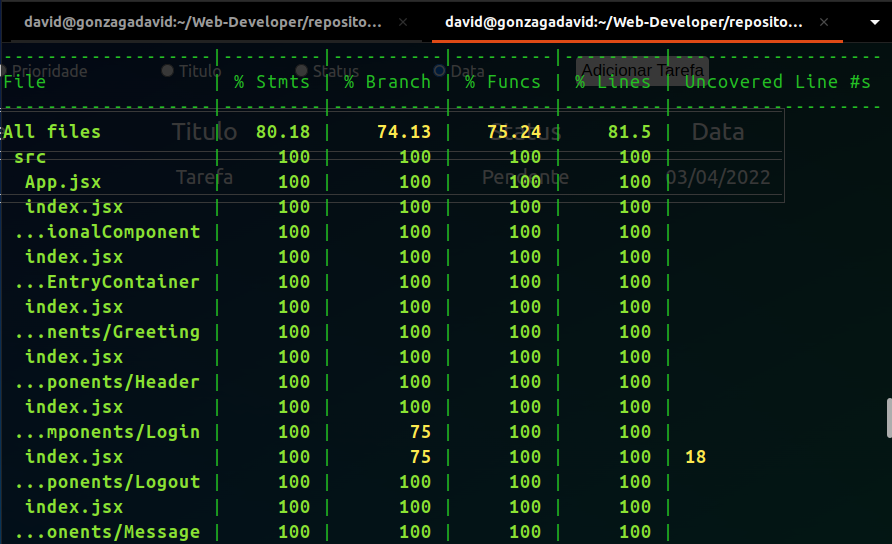 david@gonzagadavid:~/Web-Developer/reposito... × david@gonzagadavid:~/Web-Developer/reposito... ×
Prioridade Titulo Status Data Adicionar Tarefa
File | % Stmts | % Branch | % Funcs | % Lines | Uncovered Line #s
Titulo Status Data
All files | 80.18 | 74.13 | 75.24 | 81.5 |
src | 100 | 100 | 100 | 100 |
Tarefa Pendente 03/04/2022
App.jsx | 100 | 100 | 100 | 100 |
index.jsx | 100 | 100 | 100 | 100 |
...ionalComponent | 100 | 100 | 100 | 100 |
index.jsx | 100 | 100 | 100 | 100 |
...EntryContainer | 100 | 100 | 100 | 100 |
index.jsx | 100 | 100 | 100 | 100 |
...nents/Greeting | 100 | 100 | 100 | 100 |
index.jsx | 100 | 100 | 100 | 100 |
...ponents/Header | 100 | 100 | 100 | 100 |
index.jsx | 100 | 100 | 100 | 100 |
...mponents/Login | 100 | 75 | 100 | 100 |
index.jsx | 100 | 75 | 100 | 100 | 18
...ponents/Logout | 100 | 100 | 100 | 100 |
index.jsx | 100 | 100 | 100 | 100 |
...onents/Message | 100 | 100 | 100 | 100 |